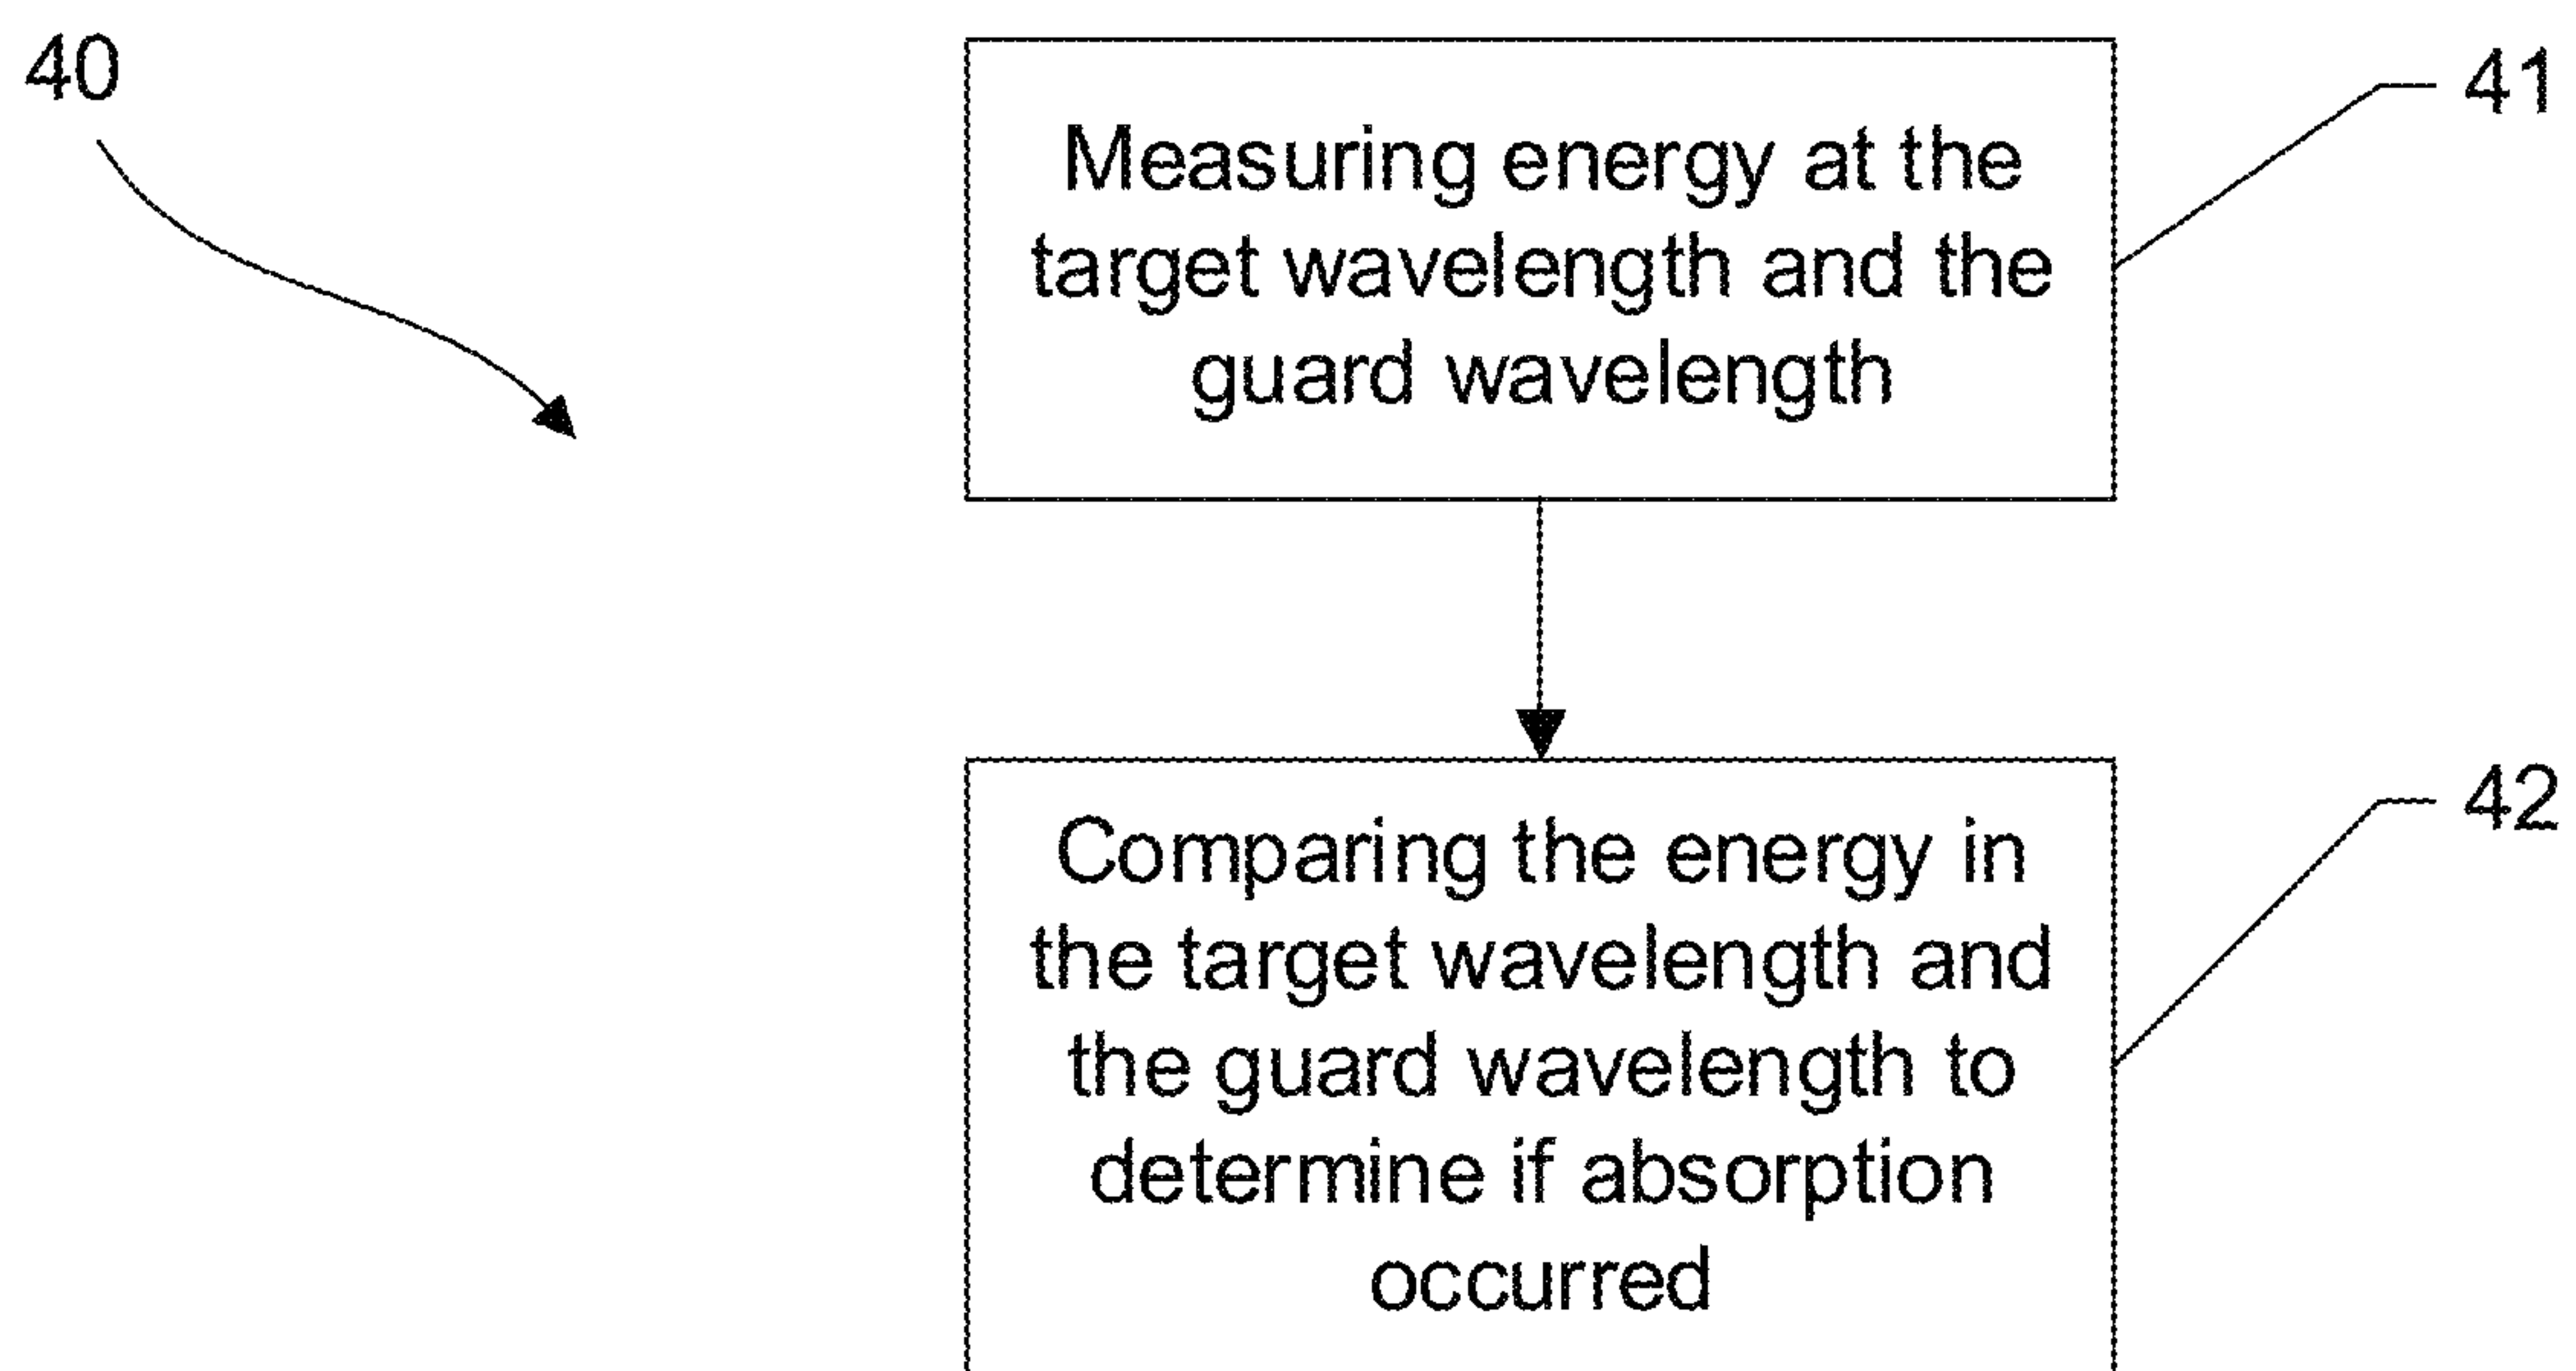 40
Measuring energy at the
target wavelength and the
guard wavelength
41
Comparing the energy in
the target wavelength and
the guard wavelength to
determine if absorption
occurred
42